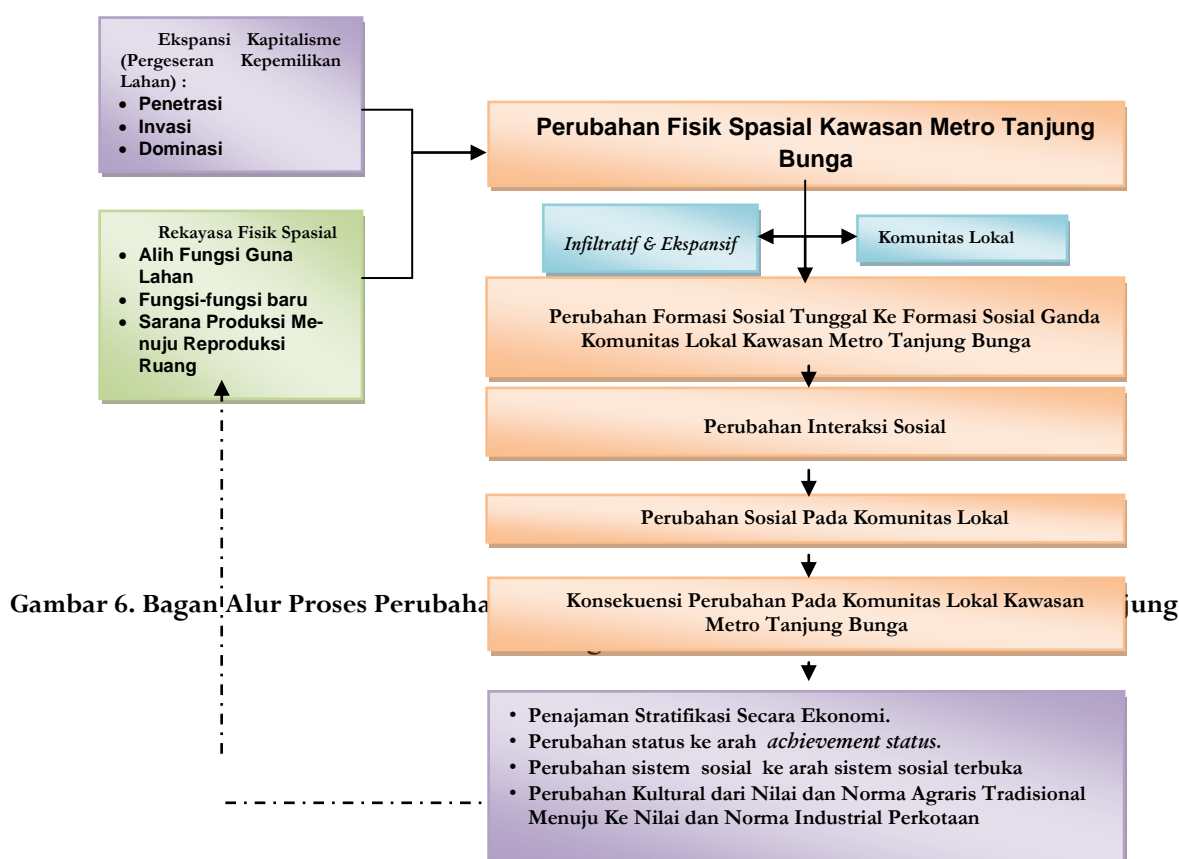 Ekspansi Kapitalisme
(Pergeseran Kepemilikan
Lahan) :
• Penetrasi
• Invasi
• Dominasi
Perubahan Fisik Spasial Kawasan Metro Tanjung
Bunga
Rekayasa Fisik Spasial
• Alih Fungsi Guna
Lahan
• Fungsi-fungsi baru
• Sarana Produksi Me-
nuju Reproduksi
Ruang
Infiltratif & Ekspansif
Komunitas Lokal
Perubahan Formasi Sosial Tunggal Ke Formasi Sosial Ganda
Komunitas Lokal Kawasan Metro Tanjung Bunga
Perubahan Interaksi Sosial
Perubahan Sosial Pada Komunitas Lokal
Gambar 6. Bagan Alur Proses
Konsekuensi Perubahan Pada Komunitas Lokal Kawasan
Metro Tanjung Bunga
• Penajaman Stratifikasi Secara Ekonomi.
• Perubahan status ke arah achievement status.
• Perubahan sistem sosial ke arah sistem sosial terbuka
• Perubahan Kultural dari Nilai dan Norma Agraris Tradisional
Menuju Ke Nilai dan Norma Industrial Perkotaan